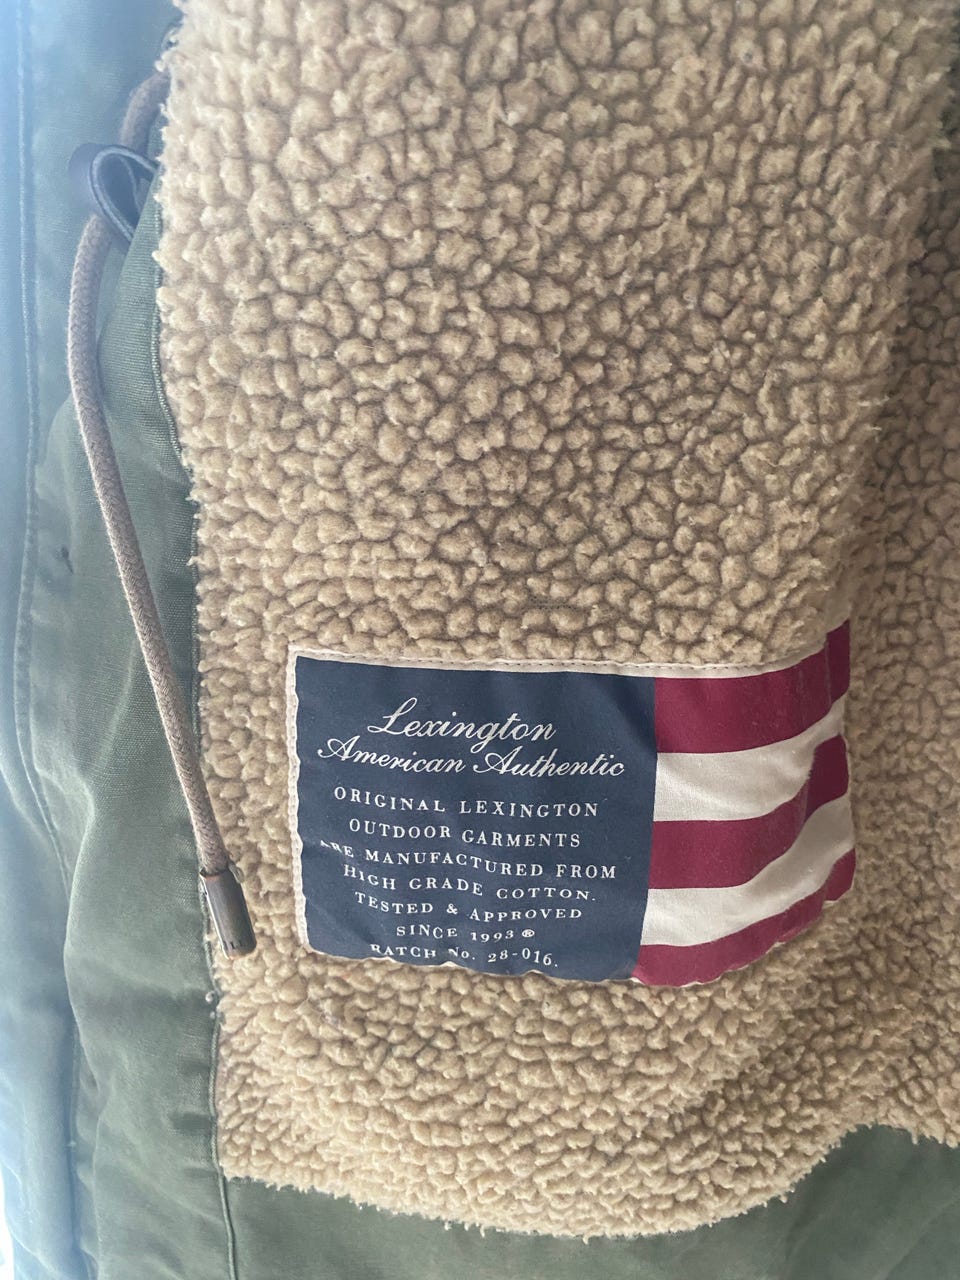 Lexington
American Authentic
ORIGINAL LEXINGTON
OUTDOOR GARMENTS
ARE MANUFACTURED FROM
HIGH GRADE COTTON.
TESTED & APPROVED
SINCE 1993 ®
BATCH No. 28-016.